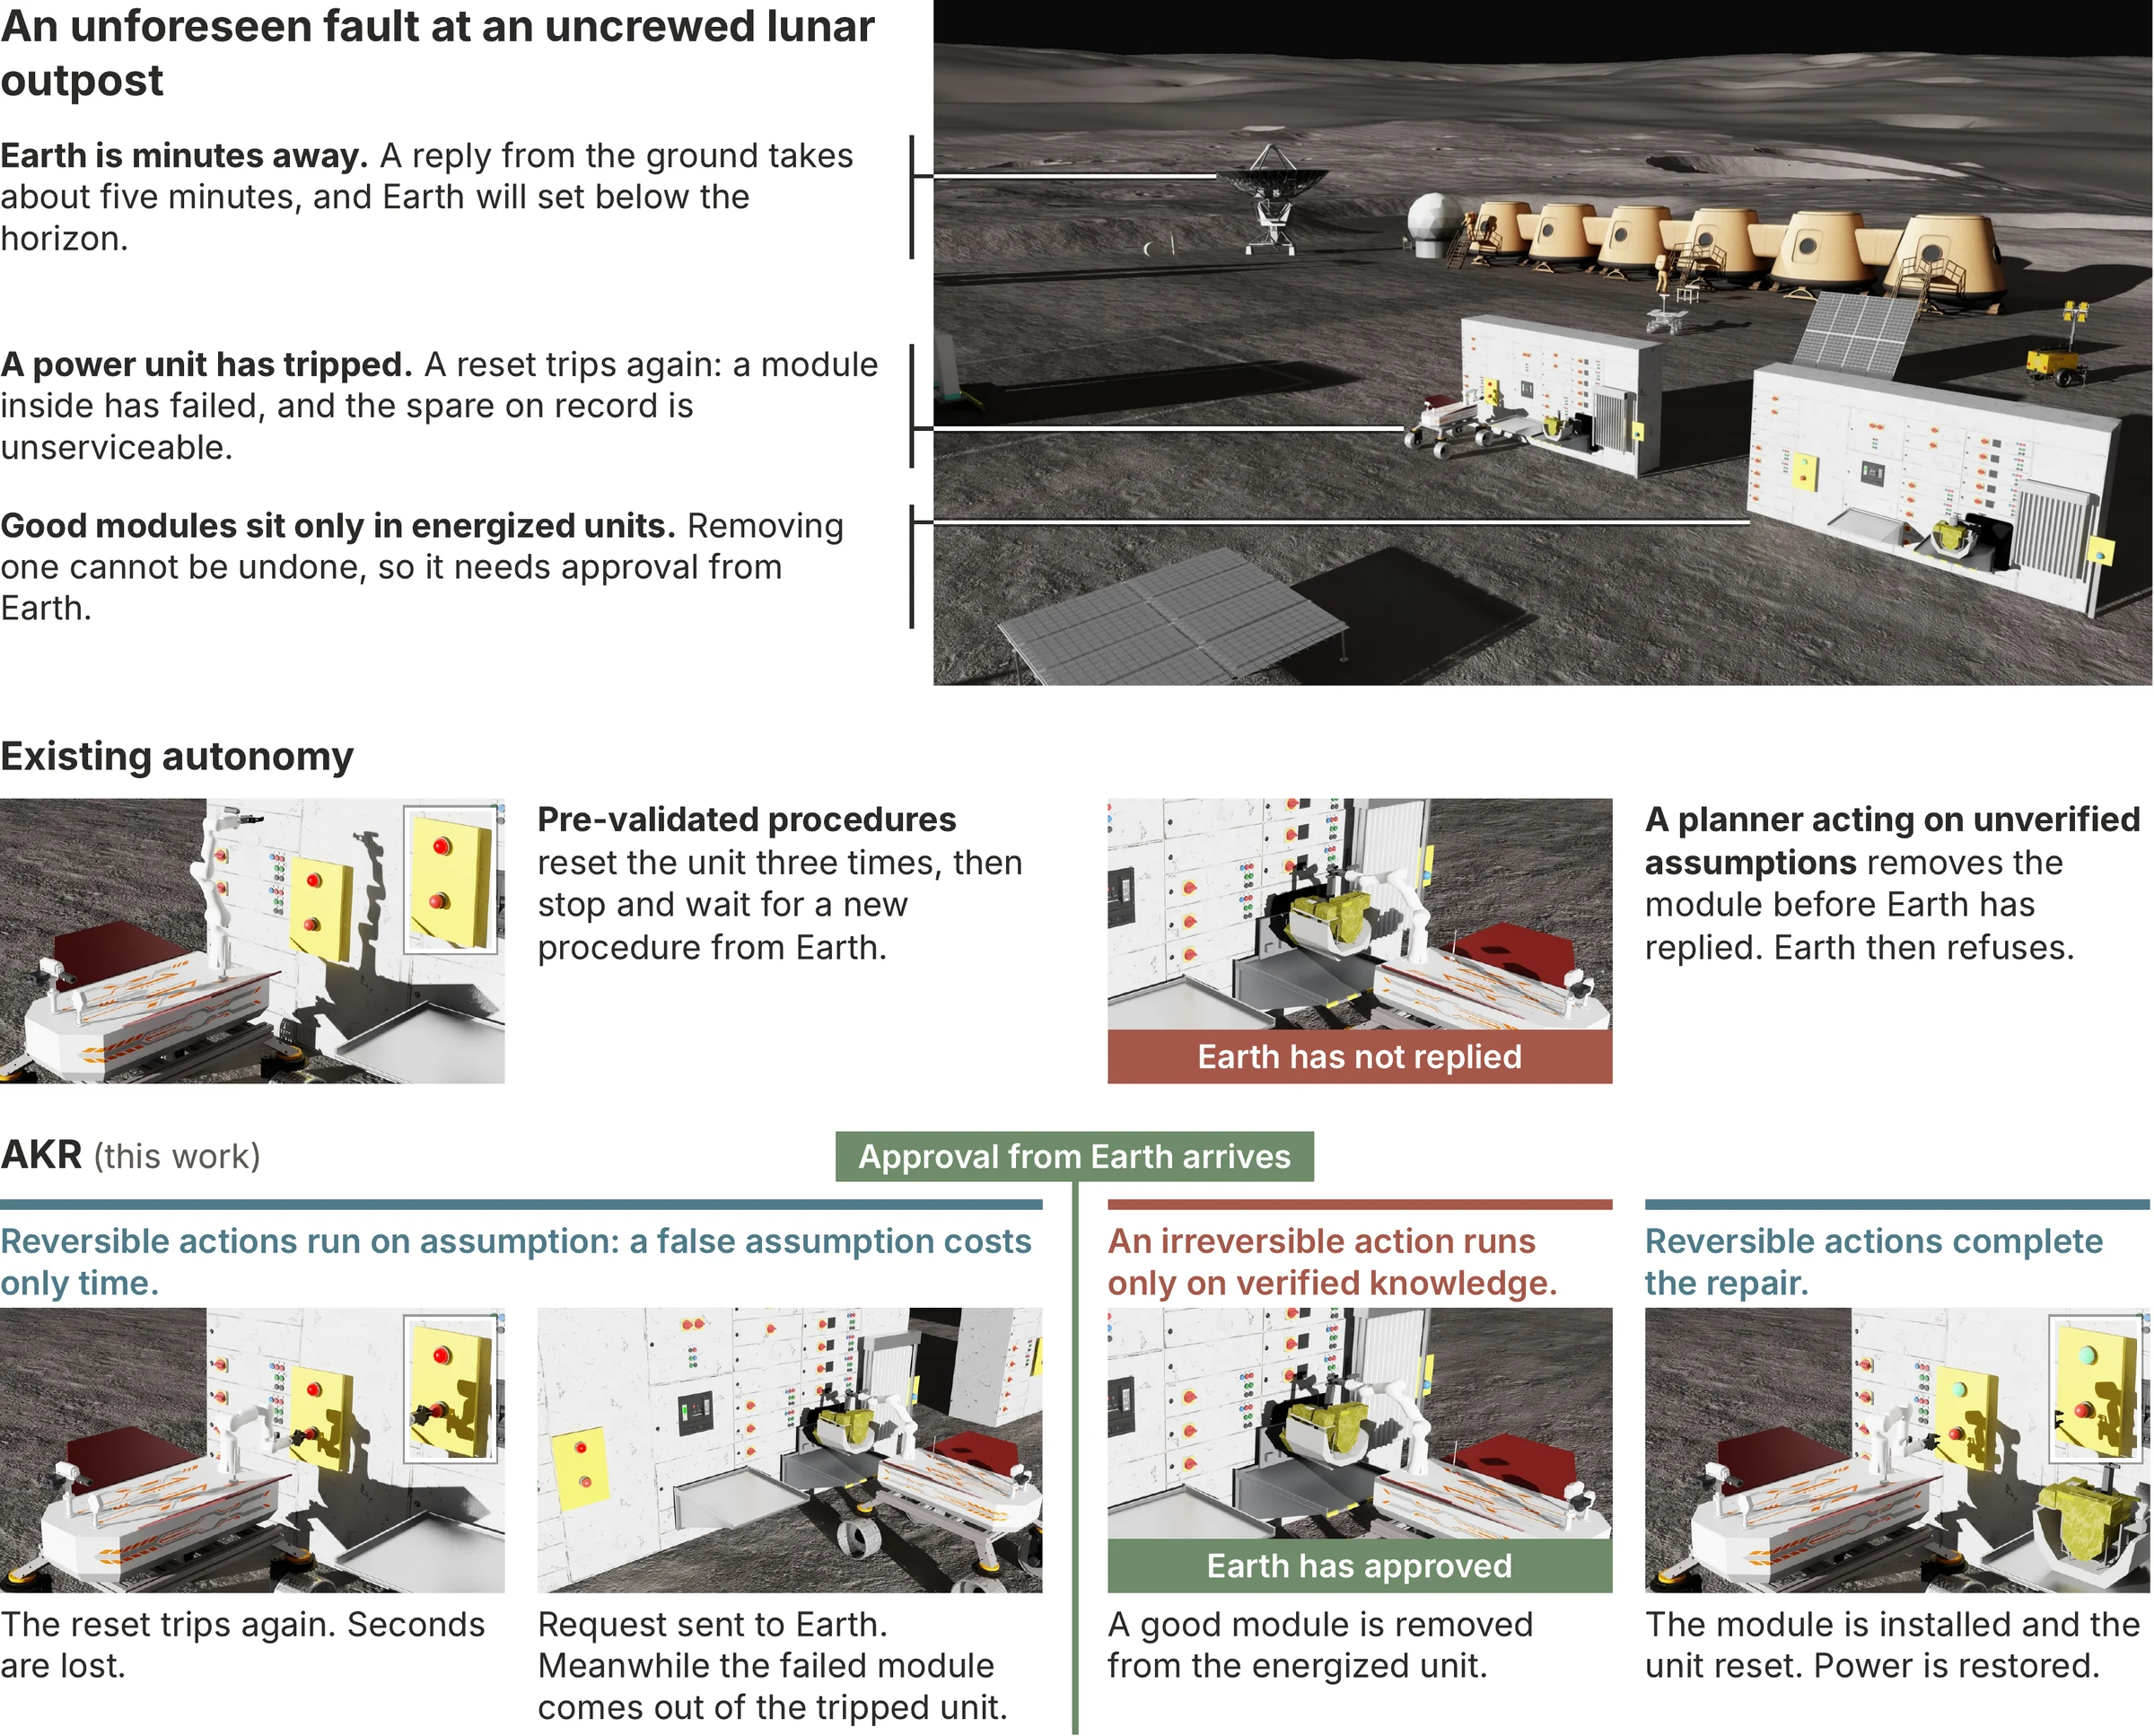 An unforeseen fault at an uncrewed lunar
outpost
Earth is minutes away. A reply from the ground takes
about five minutes, and Earth will set below the
horizon.
A power unit has tripped. A reset trips again: a module
inside has failed, and the spare on record is
unserviceable.
Good modules sit only in energized units. Removing
one cannot be undone, so it needs approval from
Earth.
Existing autonomy
Pre-validated procedures
reset the unit three times, then
stop and wait for a new
procedure from Earth.
Earth has not replied
A planner acting on unverified
assumptions removes the
module before Earth has
replied. Earth then refuses.
AKR (this work)
Approval from Earth arrives
Reversible actions run on assumption: a false assumption costs
only time.
An irreversible action runs
only on verified knowledge.
Reversible actions complete
the repair.
The reset trips again. Seconds
are lost.
Request sent to Earth.
Meanwhile the failed module
comes out of the tripped unit.
Earth has approved
A good module is removed
from the energized unit.
The module is installed and the
unit reset. Power is restored.